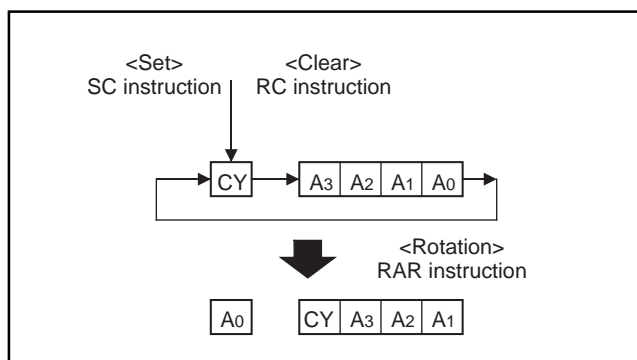 <Set> <Clear>
SC instruction RC instruction
CY A3 A2 A1 A0
<Rotation>
RAR instruction
A0 CY A3 A2 A1